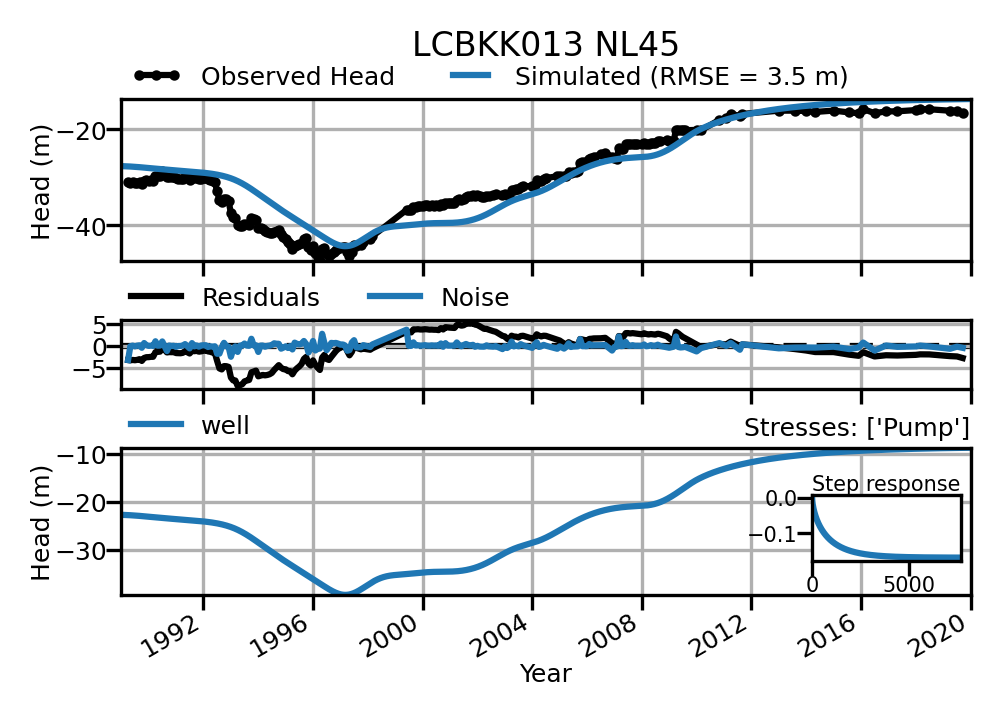 LCBKK013 NL45
Observed Head Simulated (RMSE = 3.5 m)
Head (m)
−20
−40
Residuals Noise
5
0
−5
well Stresses: ['Pump']
Head (m)
−10
−20
−30
Step response
0.0
−0.1
0 5000
1992 1996 2000 2004 2008 2012 2016 2020
Year